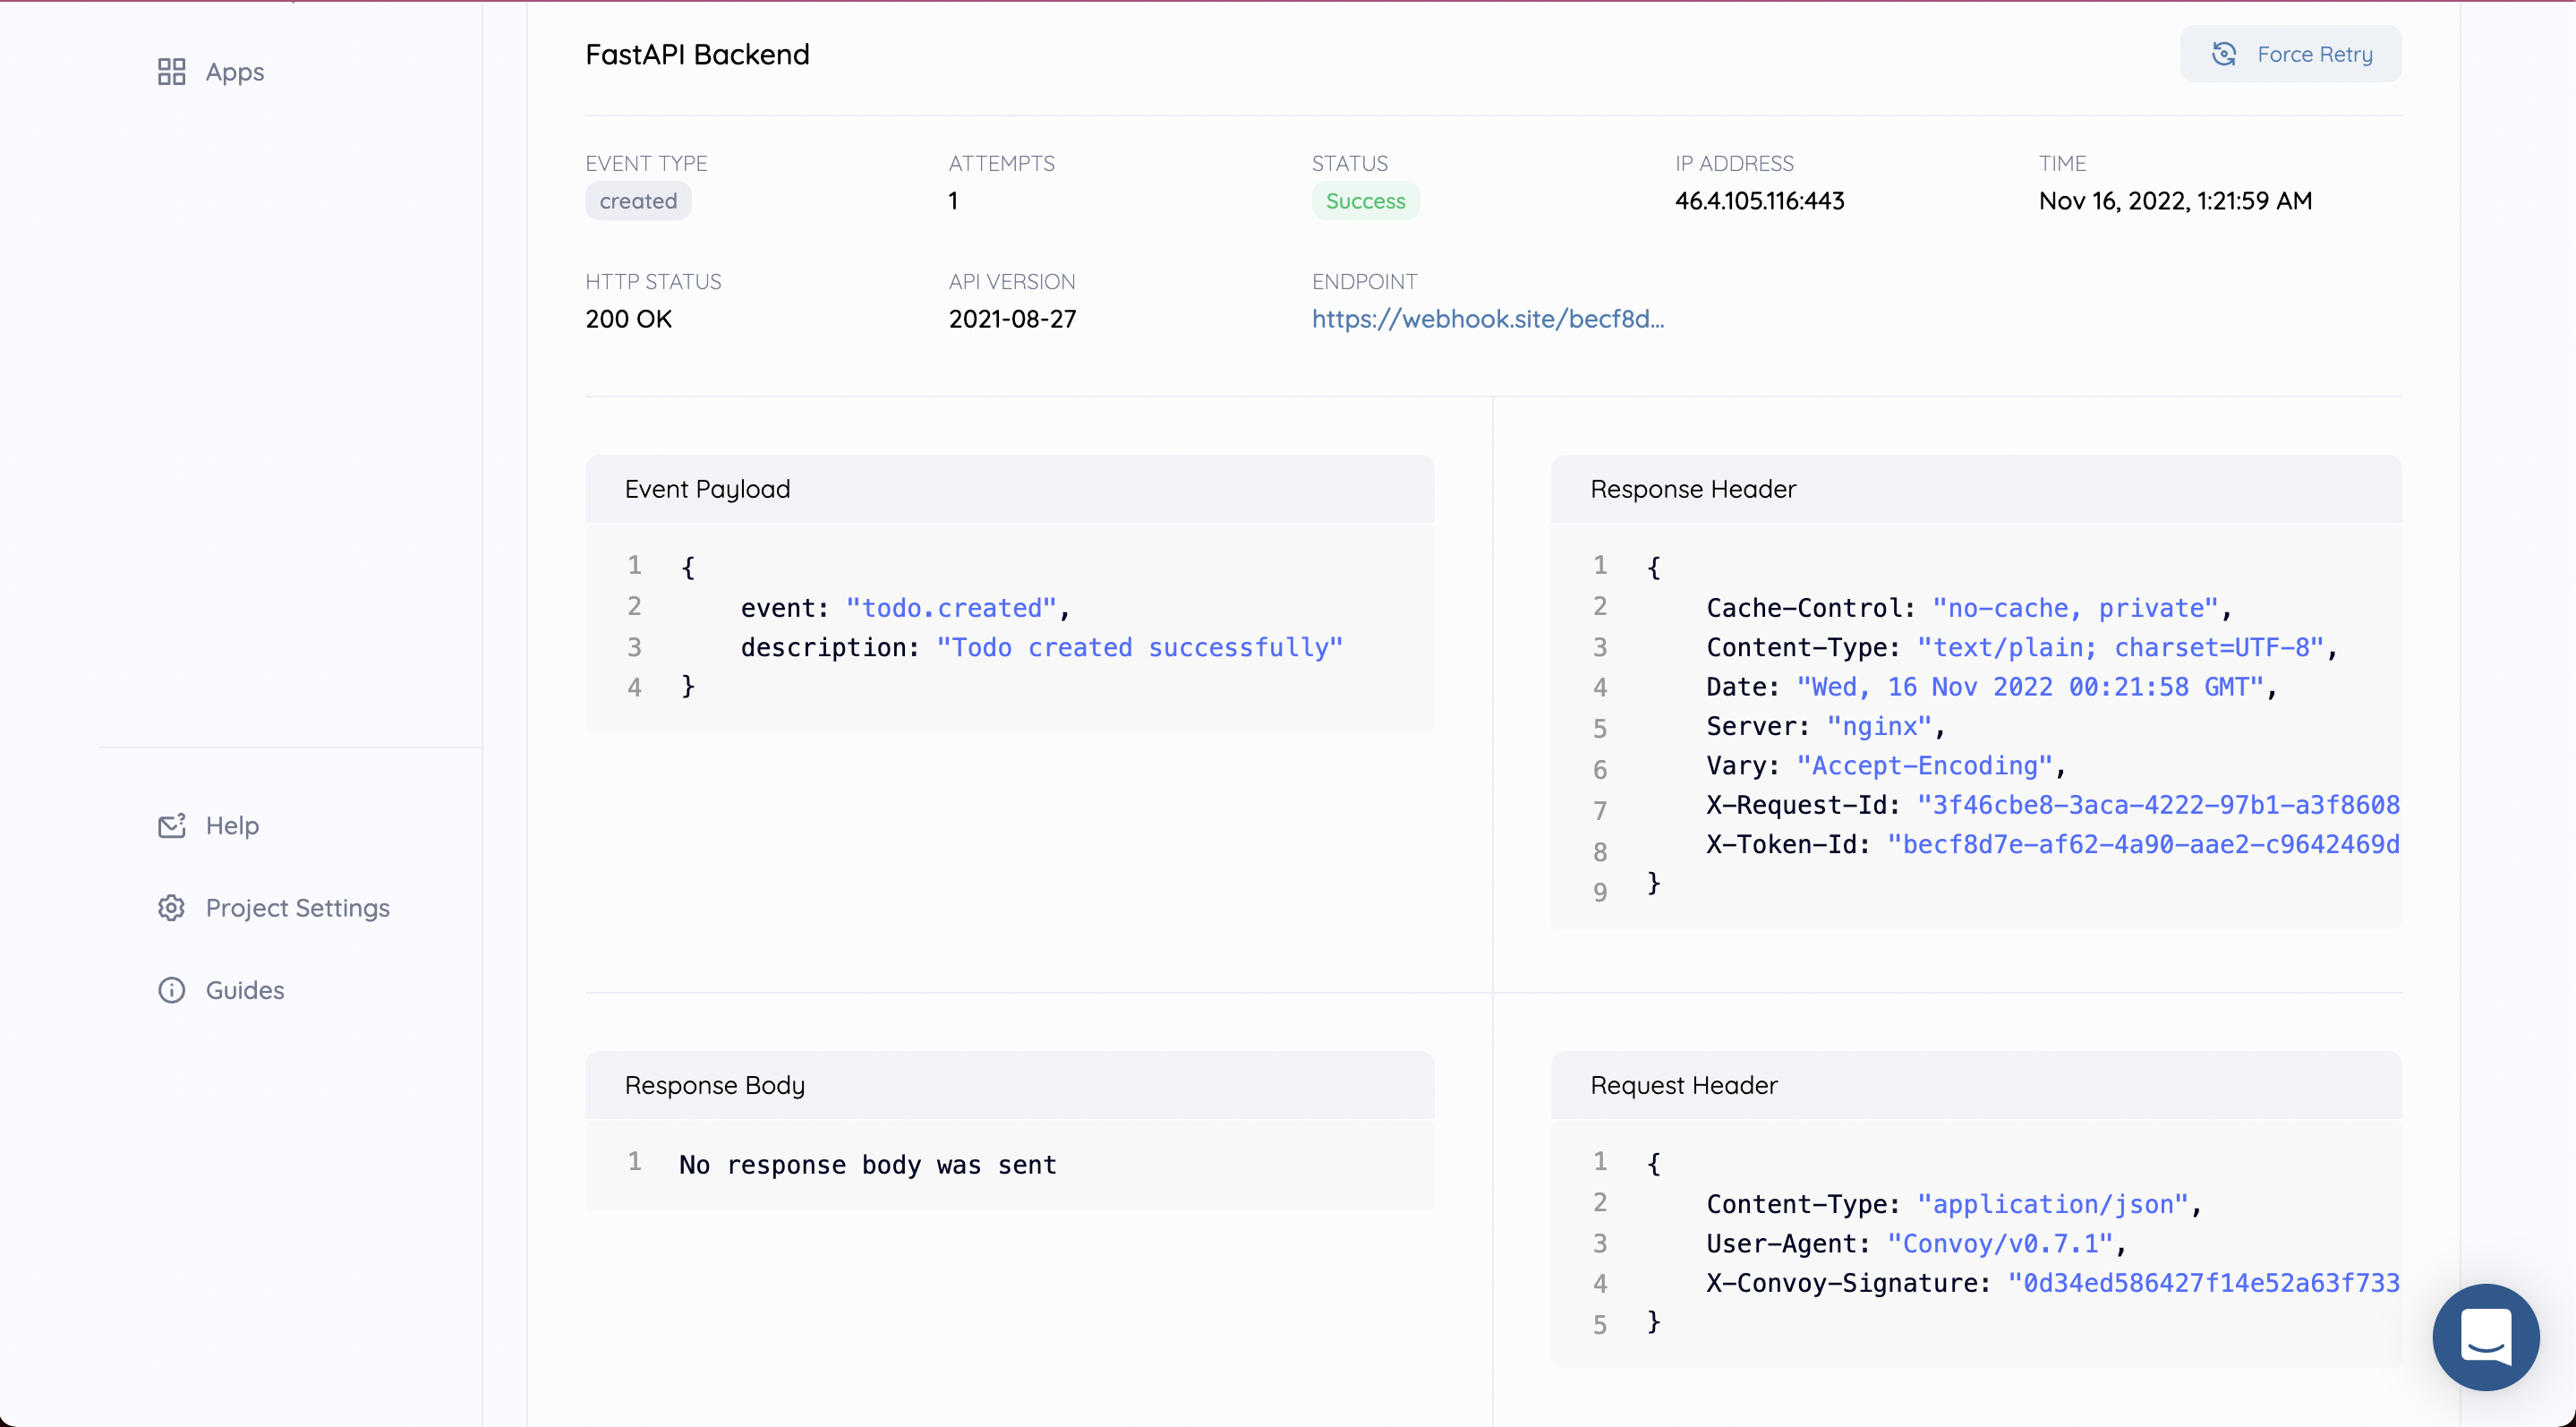 Apps
Help
Project Settings
Guides
FastAPI Backend
Force Retry
EVENT TYPE
created
ATTEMPTS
1
STATUS
Success
IP ADDRESS
46.4.105.116:443
TIME
Nov 16, 2022, 1:21:59 AM
HTTP STATUS
200 OK
API VERSION
2021-08-27
ENDPOINT
https://webhook.site/becf8d...
Event Payload
1 {
2 event: "todo.created",
3 description: "Todo created successfully"
4 }
Response Header
1 {
2 Cache-Control: "no-cache, private",
3 Content-Type: "text/plain; charset=UTF-8",
4 Date: "Wed, 16 Nov 2022 00:21:58 GMT",
5 Server: "nginx",
6 Vary: "Accept-Encoding",
7 X-Request-Id: "3f46cbe8-3aca-4222-97b1-a3f8608
8 X-Token-Id: "becf8d7e-af62-4a90-aae2-c9642469d
9 }
Response Body
1 No response body was sent
Request Header
1 {
2 Content-Type: "application/json",
3 User-Agent: "Convoy/v0.7.1",
4 X-Convoy-Signature: "0d34ed586427f14e52a63f733
5 }